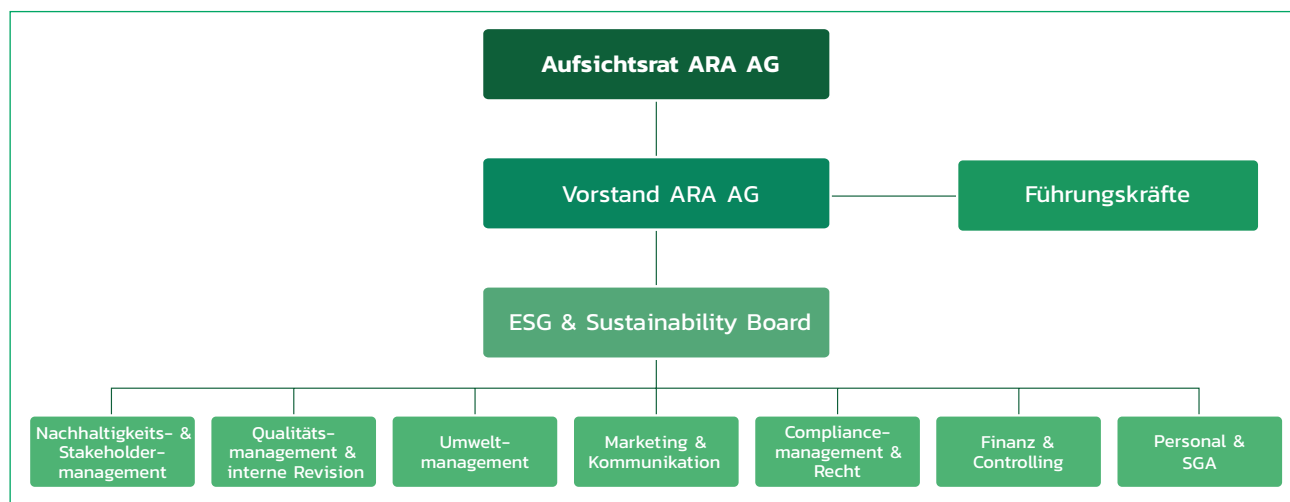 Aufsichtsrat ARA AG
Vorstand ARA AG
Führungskräfte
ESG & Sustainability Board
Nachhaltigkeits- &
Stakeholder-
management
Qualitäts-
management &
interne Revision
Umwelt-
management
Marketing &
Kommunikation
Compliance-
management &
Recht
Finanz &
Controlling
Personal &
SGA